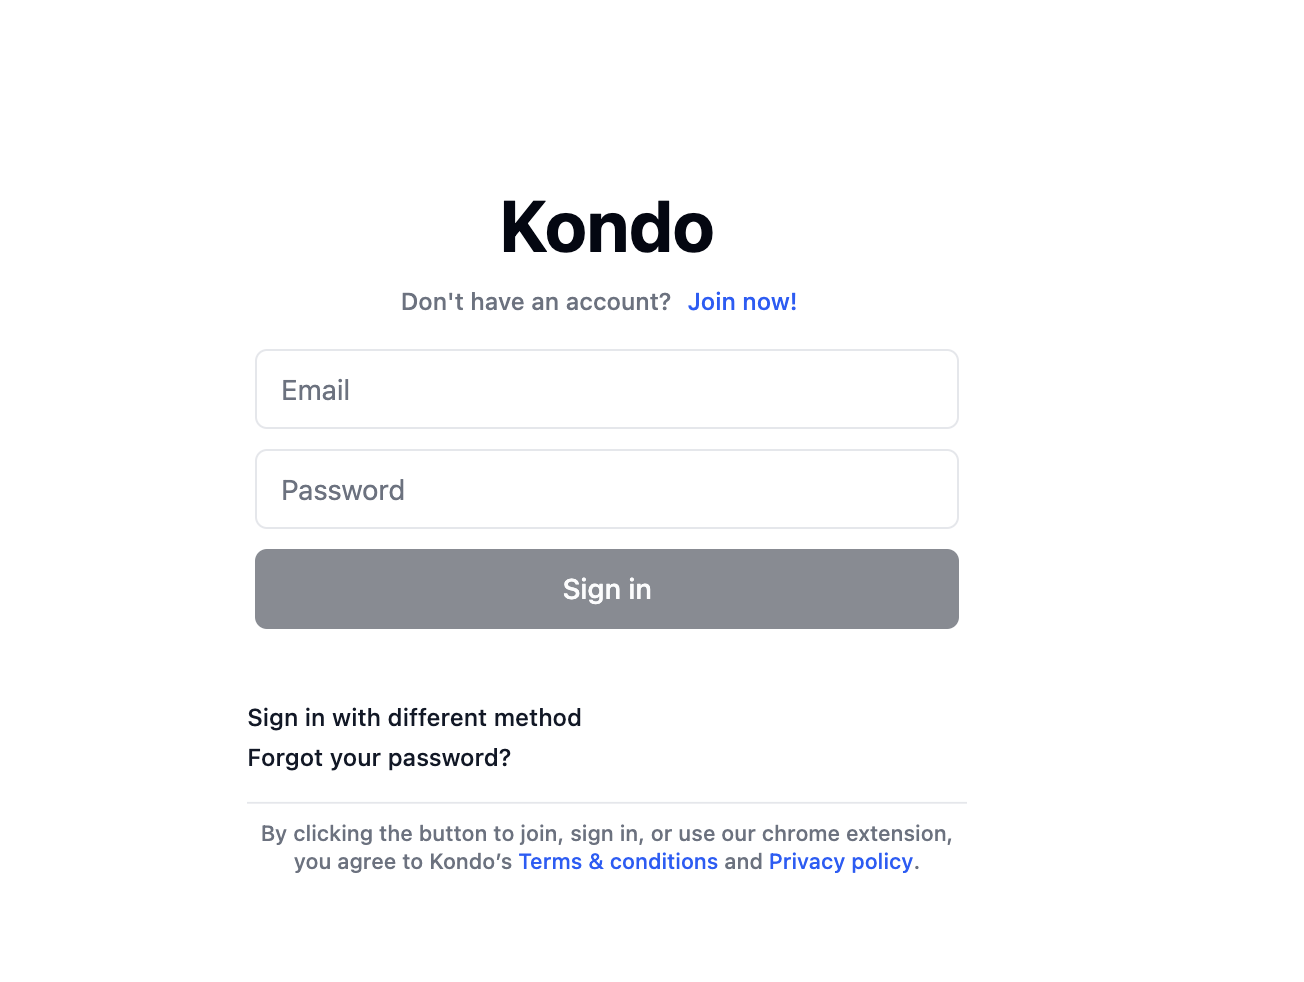 Kondo
Don't have an account? Join now!
Email
Password
Sign in
Sign in with different method
Forgot your password?
By clicking the button to join, sign in, or use our chrome extension,
you agree to Kondo’s Terms & conditions and Privacy policy.